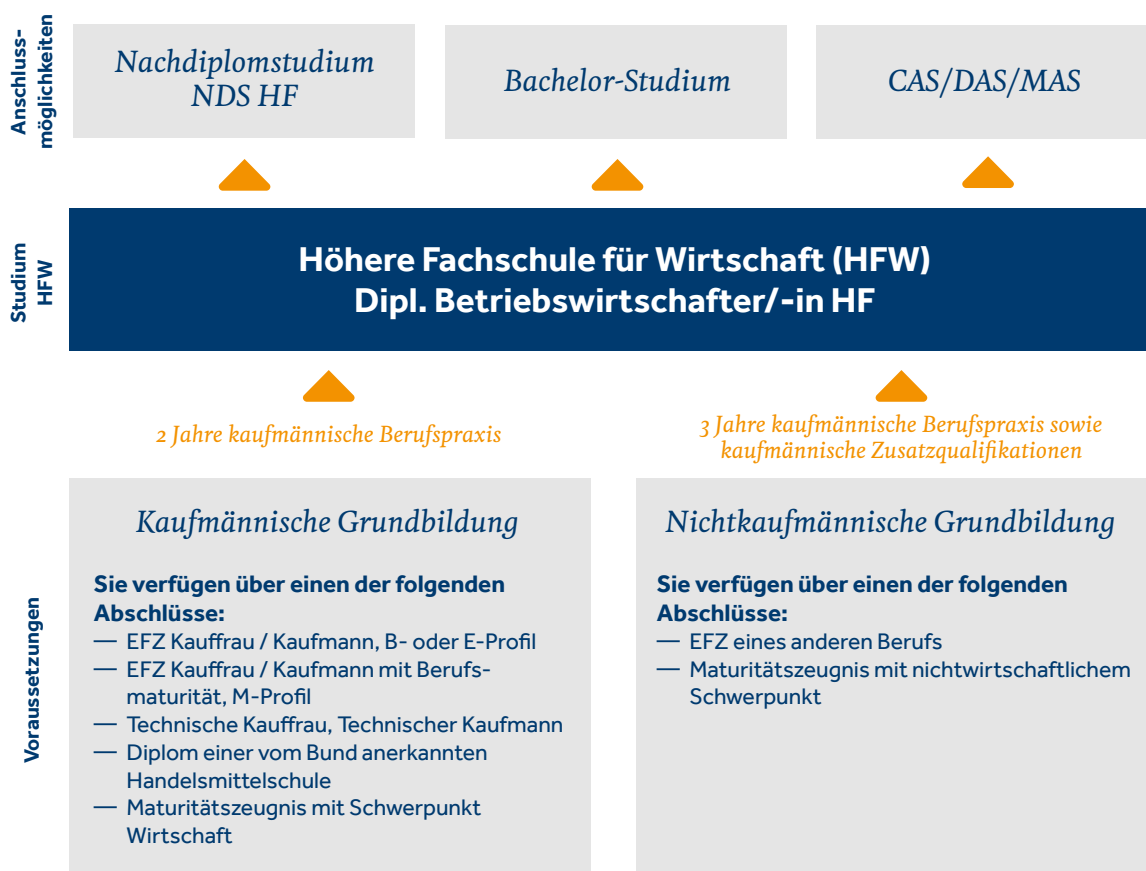 Anschluss-
möglichkeiten
Nachdiplomstudium
NDS HF
Bachelor-Studium
CAS/DAS/MAS
Studium
HFW
Höhere Fachschule für Wirtschaft (HFW)
Dipl. Betriebswirtschafter/-in HF
2 Jahre kaufmännische Berufspraxis
3 Jahre kaufmännische Berufspraxis sowie
kaufmännische Zusatzqualifikationen
Voraussetzungen
Kaufmännische Grundbildung
Sie verfügen über einen der folgenden
Abschlüsse:
— EFZ Kauffrau / Kaufmann, B- oder E-Profil
— EFZ Kauffrau / Kaufmann mit Berufs-
maturität, M-Profil
— Technische Kauffrau, Technischer Kaufmann
— Diplom einer vom Bund anerkannten
Handelsmittelschule
— Maturitätszeugnis mit Schwerpunkt
Wirtschaft
Nichtkaufmännische Grundbildung
Sie verfügen über einen der folgenden
Abschlüsse:
— EFZ eines anderen Berufs
— Maturitätszeugnis mit nichtwirtschaftlichem
Schwerpunkt